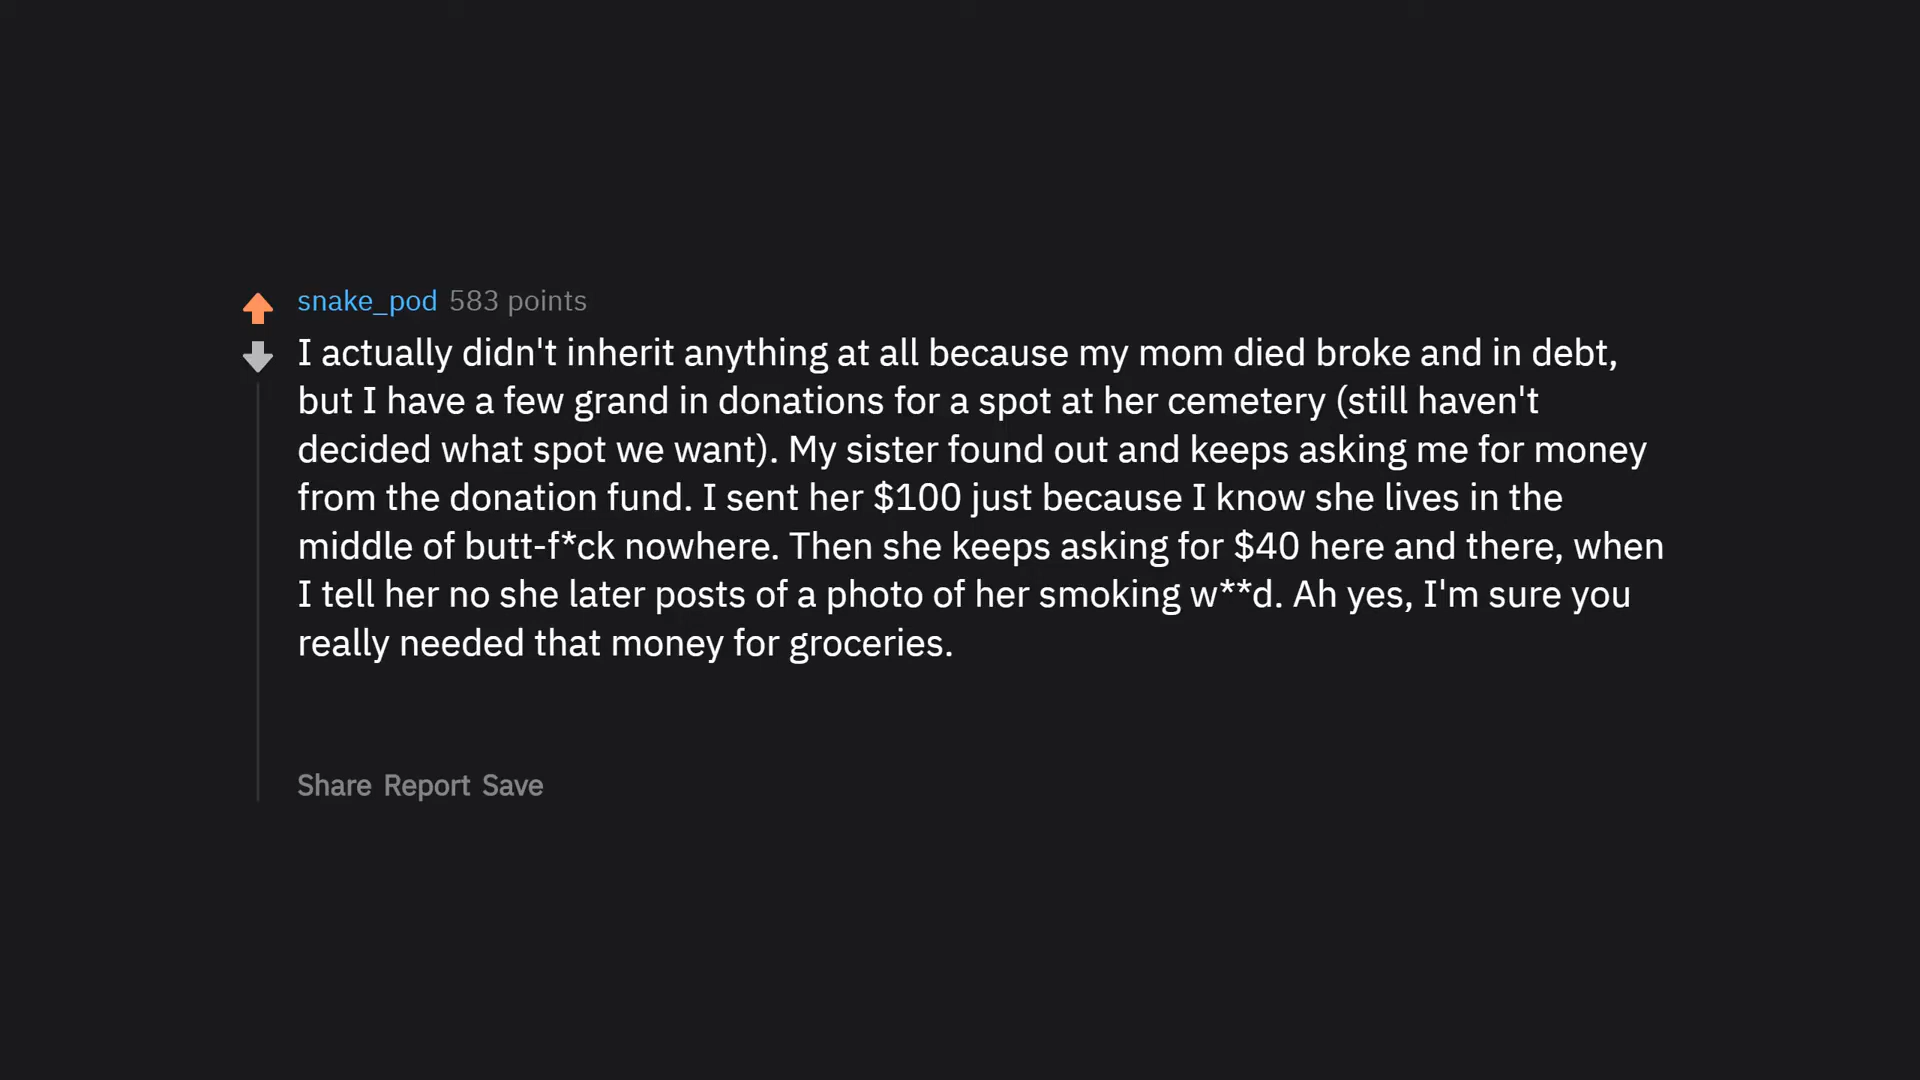 snake_pod 583 points
I actually didn't inherit anything at all because my mom died broke and in debt,
but I have a few grand in donations for a spot at her cemetery (still haven't
decided what spot we want). My sister found out and keeps asking me for money
from the donation fund. I sent her $100 just because I know she lives in the
middle of butt-f*ck nowhere. Then she keeps asking for $40 here and there, when
I tell her no she later posts of a photo of her smoking w**d. Ah yes, I'm sure you
really needed that money for groceries.
Share Report Save